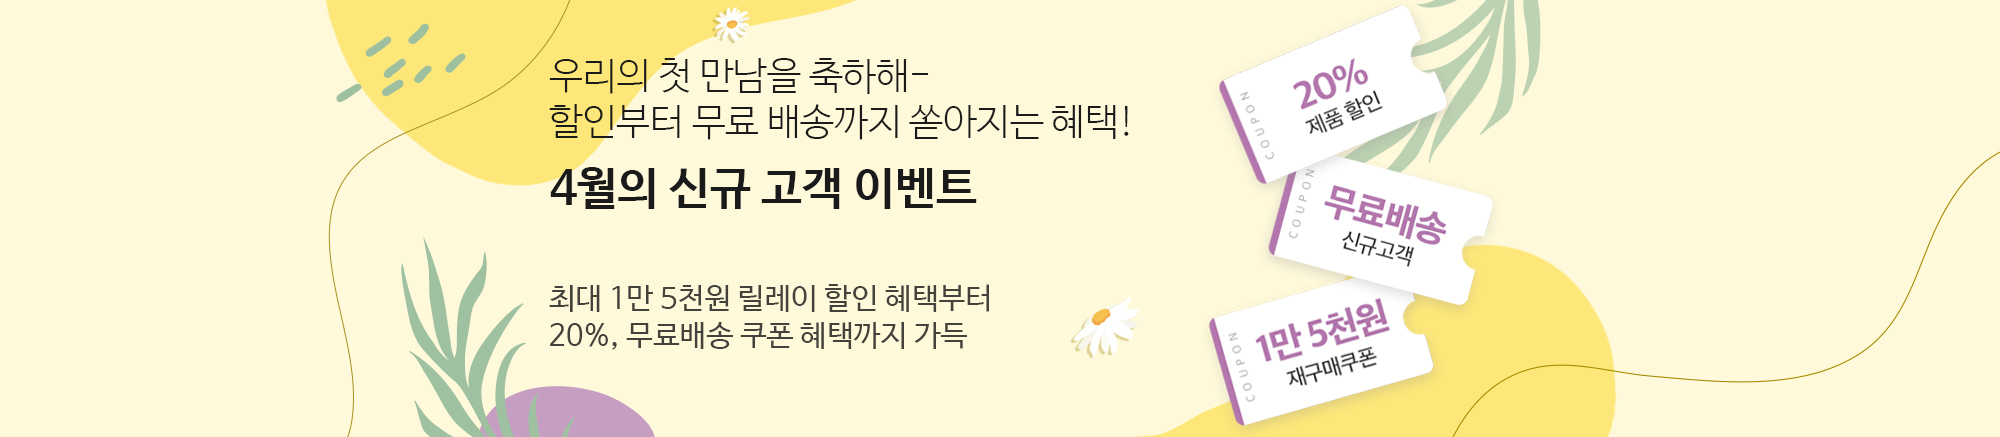 우리의 첫 만남을 축하해-
할인부터 무료 배송까지 쏟아지는 혜택!
4월의 신규 고객 이벤트
최대 1만 5천원 릴레이 할인 혜택부터
20%, 무료배송 쿠폰 혜택까지 가득
COUPON
20%
제품 할인
COUPON
무료배송
신규고객
COUPON
1만 5천원
재구매쿠폰